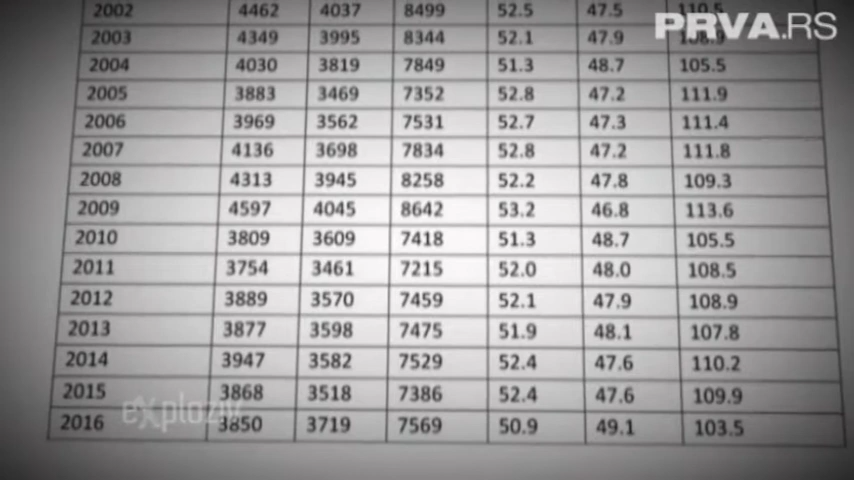 2002 4462 4037 8499 52.5 47.5 110.5
PRVA.RS
2003 4349 3995 8344 52.1 47.9 108.9
2004 4030 3819 7849 51.3 48.7 105.5
2005 3883 3469 7352 52.8 47.2 111.9
2006 3969 3562 7531 52.7 47.3 111.4
2007 4136 3698 7834 52.8 47.2 111.8
2008 4313 3945 8258 52.2 47.8 109.3
2009 4597 4045 8642 53.2 46.8 113.6
2010 3809 3609 7418 51.3 48.7 105.5
2011 3754 3461 7215 52.0 48.0 108.5
2012 3889 3570 7459 52.1 47.9 108.9
2013 3877 3598 7475 51.9 48.1 107.8
2014 3947 3582 7529 52.4 47.6 110.2
2015 3868 3518 7386 52.4 47.6 109.9
exploziv
2016 3850 3719 7569 50.9 49.1 103.5